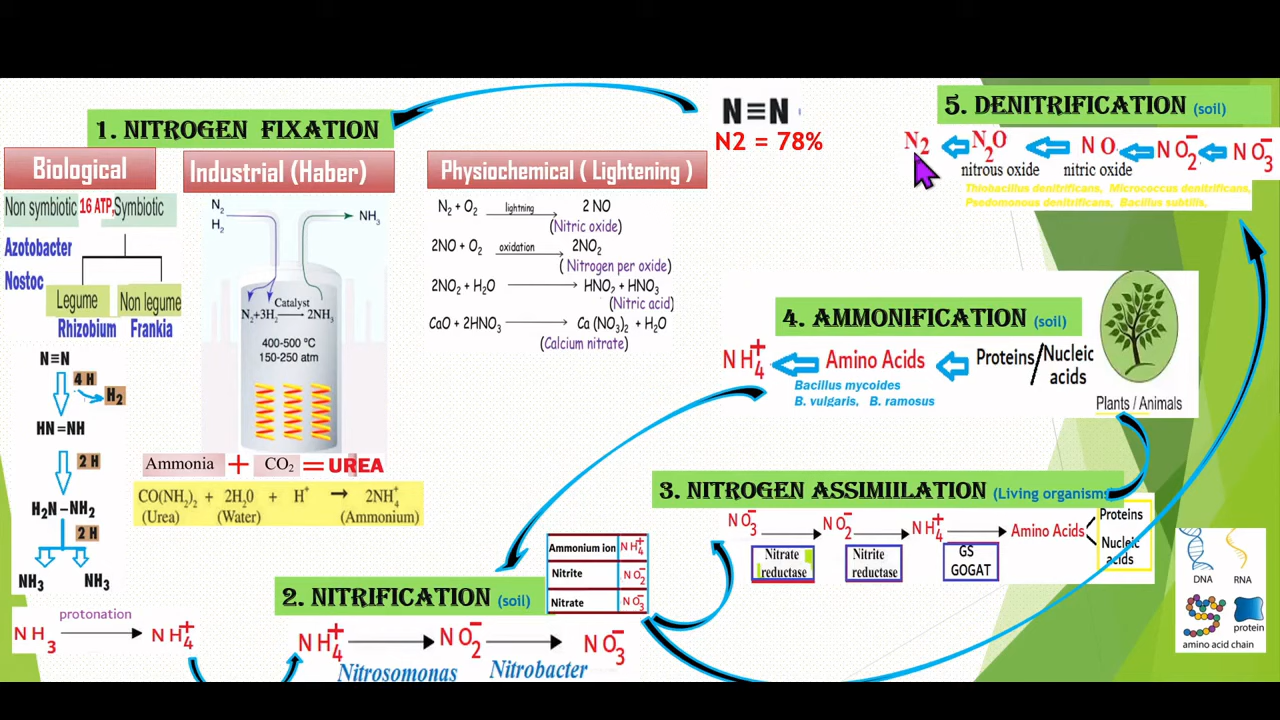 1. NITROGEN FIXATION
Biological
Non symbiotic 16 ATP, Symbiotic
Azotobacter
Nostoc
Legume Non legume
Rhizobium Frankia
N≡N
4 H
H₂
HN =NH
2 H
H₂N –NH₂
2 H
NH₃ NH₃
protonation
NH₃ NH₄⁺
Industrial (Haber)
N₂
H₂
NH₃
Catalyst
N₂+3H₂ → 2NH₃
400-500 °C
150-250 atm
Ammonia + CO₂ = UREA
CO(NH₂)₂ + 2H₂0 + H⁺ → 2NH₄⁺
(Urea) (Water) (Ammonium)
Physiochemical ( Lightening )
N₂ + O₂ lightning 2 NO
(Nitric oxide)
2NO + O₂ oxidation 2NO₂
( Nitrogen per oxide)
2NO₂ + H₂O HNO₂ + HNO₃
(Nitric acid)
CaO + 2HNO₃ Ca (NO₃)₂ + H₂O
(Calcium nitrate)
N≡N
N2 = 78%
5. DENITRIFICATION (soil)
N2 N₂O NO NO₂⁻ NO₃⁻
nitrous oxide nitric oxide
Thiobacillus denitrificans, Micrococcus denitrificans,
Psedomonous denitrificans, Bacillus subtilis,
4. AMMONIFICATION (soil)
NH₄⁺ Amino Acids Proteins/Nucleic acids
Bacillus mycoides
B. vulgaris, B. ramosus
Plants / Animals
3. NITROGEN ASSIMIILATION (Living organisms)
NO₃⁻ NO₂⁻ NH₄⁺ Amino Acids Proteins
Nucleic acids
Nitrate reductase
Nitrite reductase
GS
GOGAT
DNA RNA
protein
amino acid chain
Ammonium ion NH₄⁺
Nitrite NO₂⁻
Nitrate NO₃⁻
2. NITRIFICATION (soil)
NH₄⁺ NO₂⁻ NO₃⁻
Nitrosomonas Nitrobacter